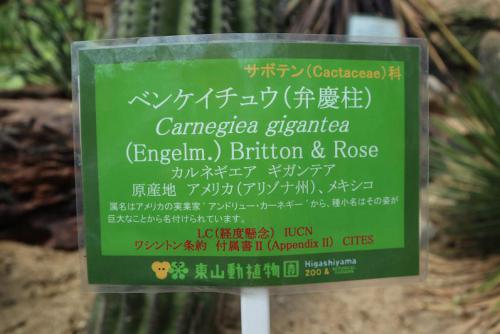 サボテン(Cactaceae)科
ベンケイチュウ(弁慶柱)
Carnegiea gigantea
(Engelm.) Britton & Rose
カルネギエア ギガンテア
原産地 アメリカ(アリゾナ州)、メキシコ
属名はアメリカの実業家'アンドリュー・カーネギー'から、種小名はその姿が
巨大なことから名付けられています。
LC(軽度懸念) IUCN
ワシントン条約 付属書Ⅱ(Appendix Ⅱ) CITES
東山動植物園 Higashiyama
ZOO & BOTANICAL GARDENS